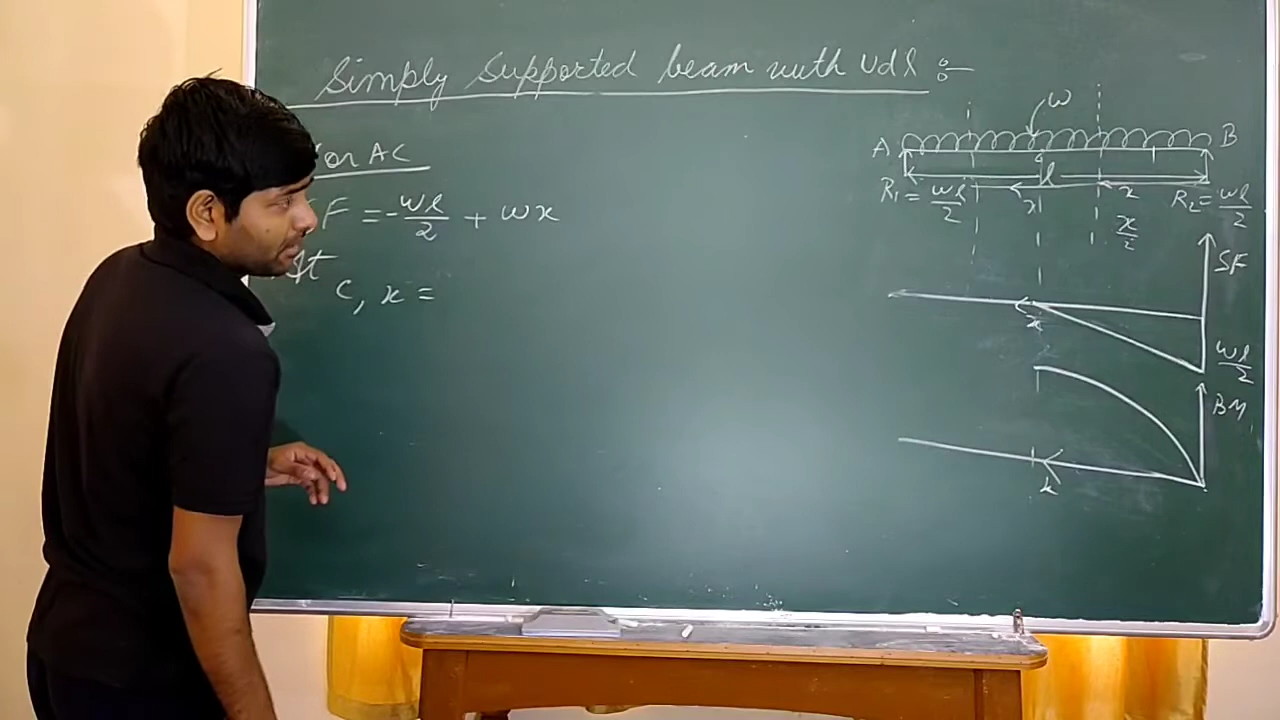 Simply Supported beam with Udl :-
or AC
F = -wl/2 + wx
At
C, x =
w
A B
l
R₁ = wl/2 x x R₂ = wl/2
x/2
SF
x
wl/2
BM
x